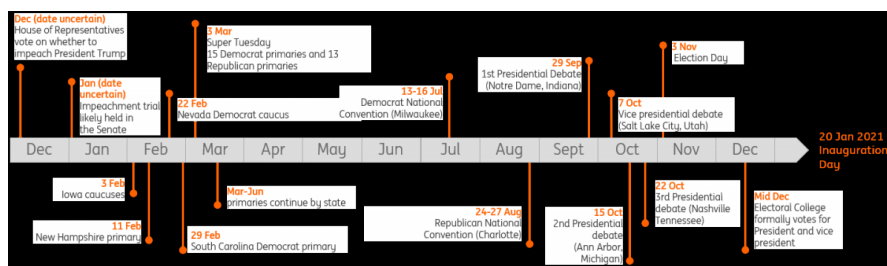 Dec (date uncertain)
House of Representatives
vote on whether to
impeach President Trump
Jan (date
uncertain)
Impeachment trial
likely held in
the Senate
3 Mar
Super Tuesday
15 Democrat primaries and 13
Republican primaries
22 Feb
Nevada Democrat caucus
13-16 Jul
Democrat National
Convention (Milwaukee)
29 Sep
1st Presidential Debate
(Notre Dame, Indiana)
3 Nov
Election Day
7 Oct
Vice presidential debate
(Salt Lake City, Utah)
Dec Jan Feb Mar Apr May Jun Jul Aug Sept Oct Nov Dec
20 Jan 2021
Inauguration
Day
3 Feb
Iowa caucuses
11 Feb
New Hampshire primary
29 Feb
South Carolina Democrat primary
Mar-Jun
primaries continue by state
24-27 Aug
Republican National
Convention (Charlotte)
15 Oct
2nd Presidential
debate
(Ann Arbor,
Michigan)
22 Oct
3rd Presidential
debate (Nashville
Tennessee)
Mid Dec
Electoral College
formally votes for
President and vice
president